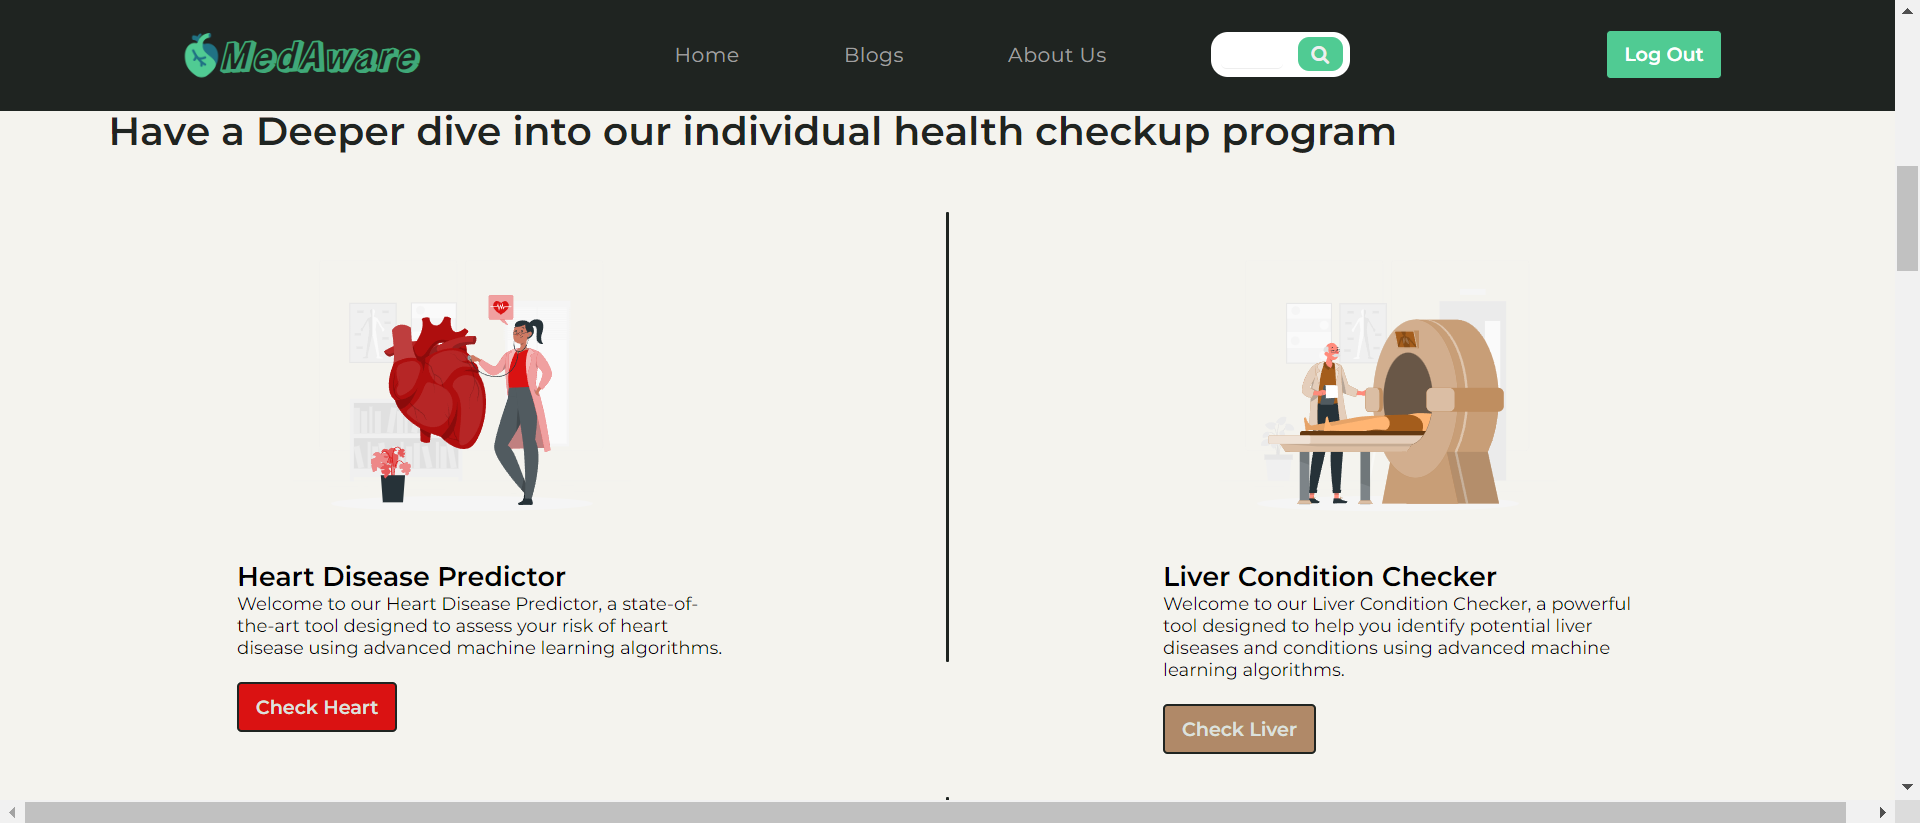 MedAware
Home
Blogs
About Us
Log Out
Have a Deeper dive into our individual health checkup program
Heart Disease Predictor
Welcome to our Heart Disease Predictor, a state-of-
the-art tool designed to assess your risk of heart
disease using advanced machine learning algorithms.
Check Heart
Liver Condition Checker
Welcome to our Liver Condition Checker, a powerful
tool designed to help you identify potential liver
diseases and conditions using advanced machine
learning algorithms.
Check Liver